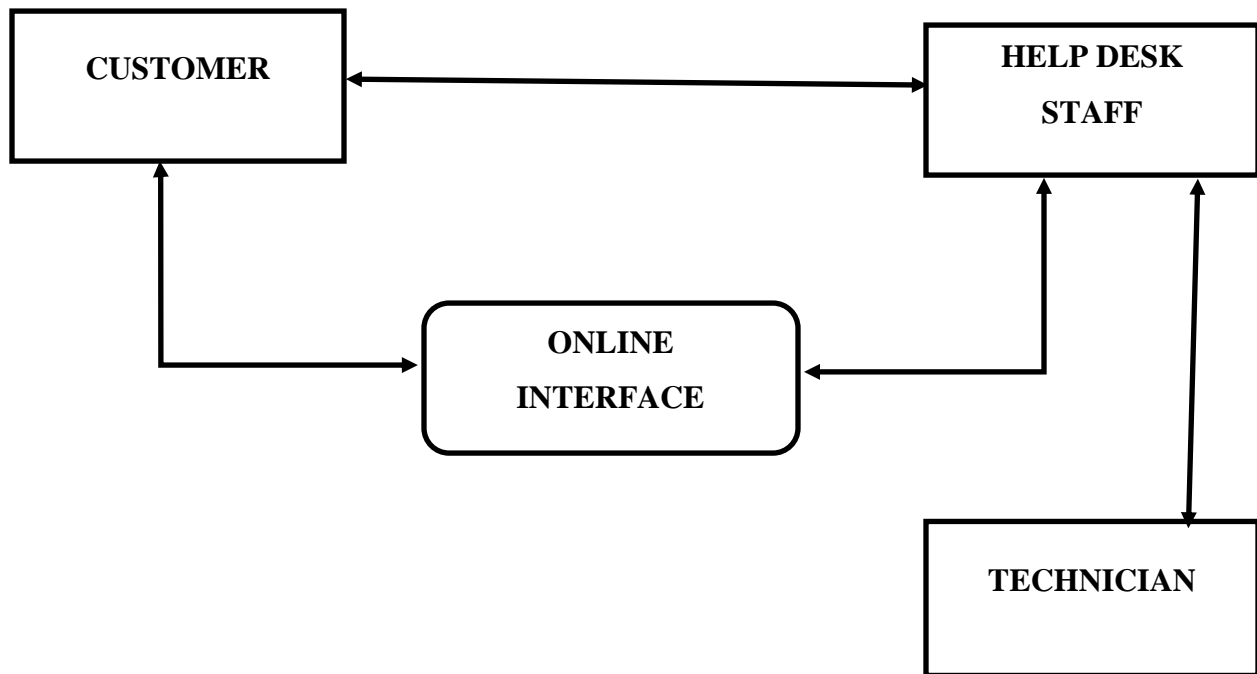 CUSTOMER
HELP DESK
STAFF
ONLINE
INTERFACE
TECHNICIAN